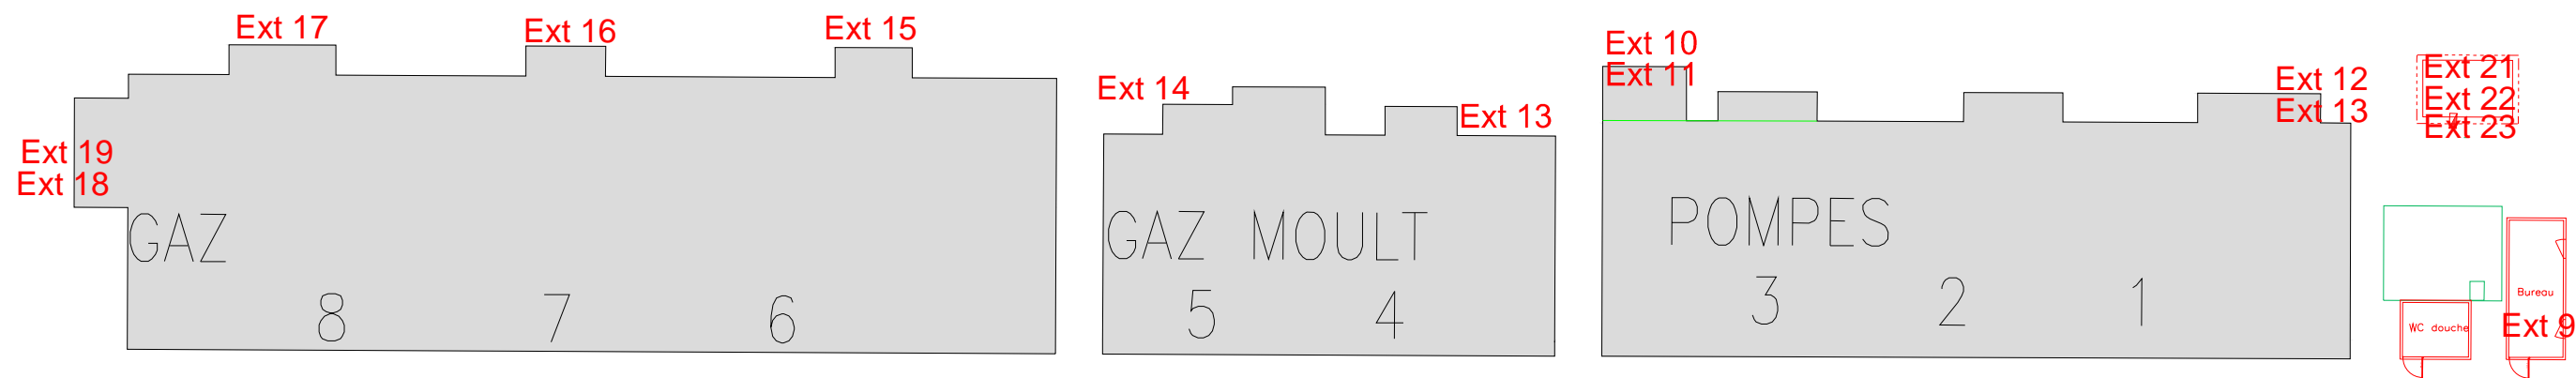 Ext 17
Ext 16
Ext 15
Ext 10
Ext 11
Ext 12
Ext 13
Ext 21
Ext 22
Ext 23
Ext 14
Ext 13
Ext 19
Ext 18
GAZ
GAZ MOULT
POMPES
8
7
6
5
4
3
2
1
Bureau
WC douche
Ext 9